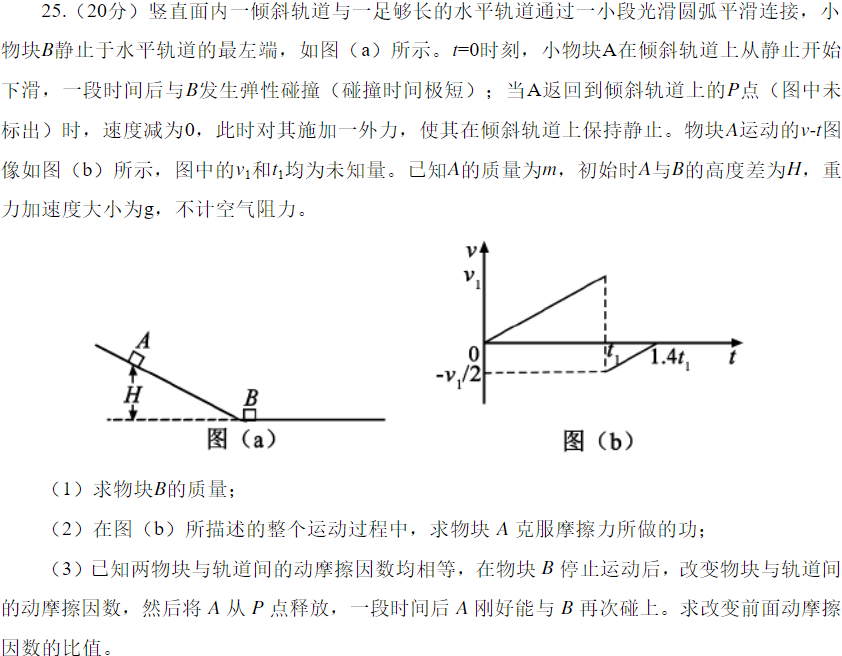 25.（20分）竖直面内一倾斜轨道与一足够长的水平轨道通过一小段光滑圆弧平滑连接，小
物块B静止于水平轨道的最左端，如图（a）所示。t=0时刻，小物块A在倾斜轨道上从静止开始
下滑，一段时间后与B发生弹性碰撞（碰撞时间极短）；当A返回到倾斜轨道上的P点（图中未
标出）时，速度减为0，此时对其施加一外力，使其在倾斜轨道上保持静止。物块A运动的v-t图
像如图（b）所示，图中的v₁和t₁均为未知量。已知A的质量为m，初始时A与B的高度差为H，重
力加速度大小为g，不计空气阻力。
A
H
B
图（a）
v
v₁
0
-v₁/2
t₁
1.4t₁
t
图（b）
（1）求物块B的质量；
（2）在图（b）所描述的整个运动过程中，求物块 A 克服摩擦力所做的功；
（3）已知两物块与轨道间的动摩擦因数均相等，在物块 B 停止运动后，改变物块与轨道间
的动摩擦因数，然后将 A 从 P 点释放，一段时间后 A 刚好能与 B 再次碰上。求改变前面动摩擦
因数的比值。